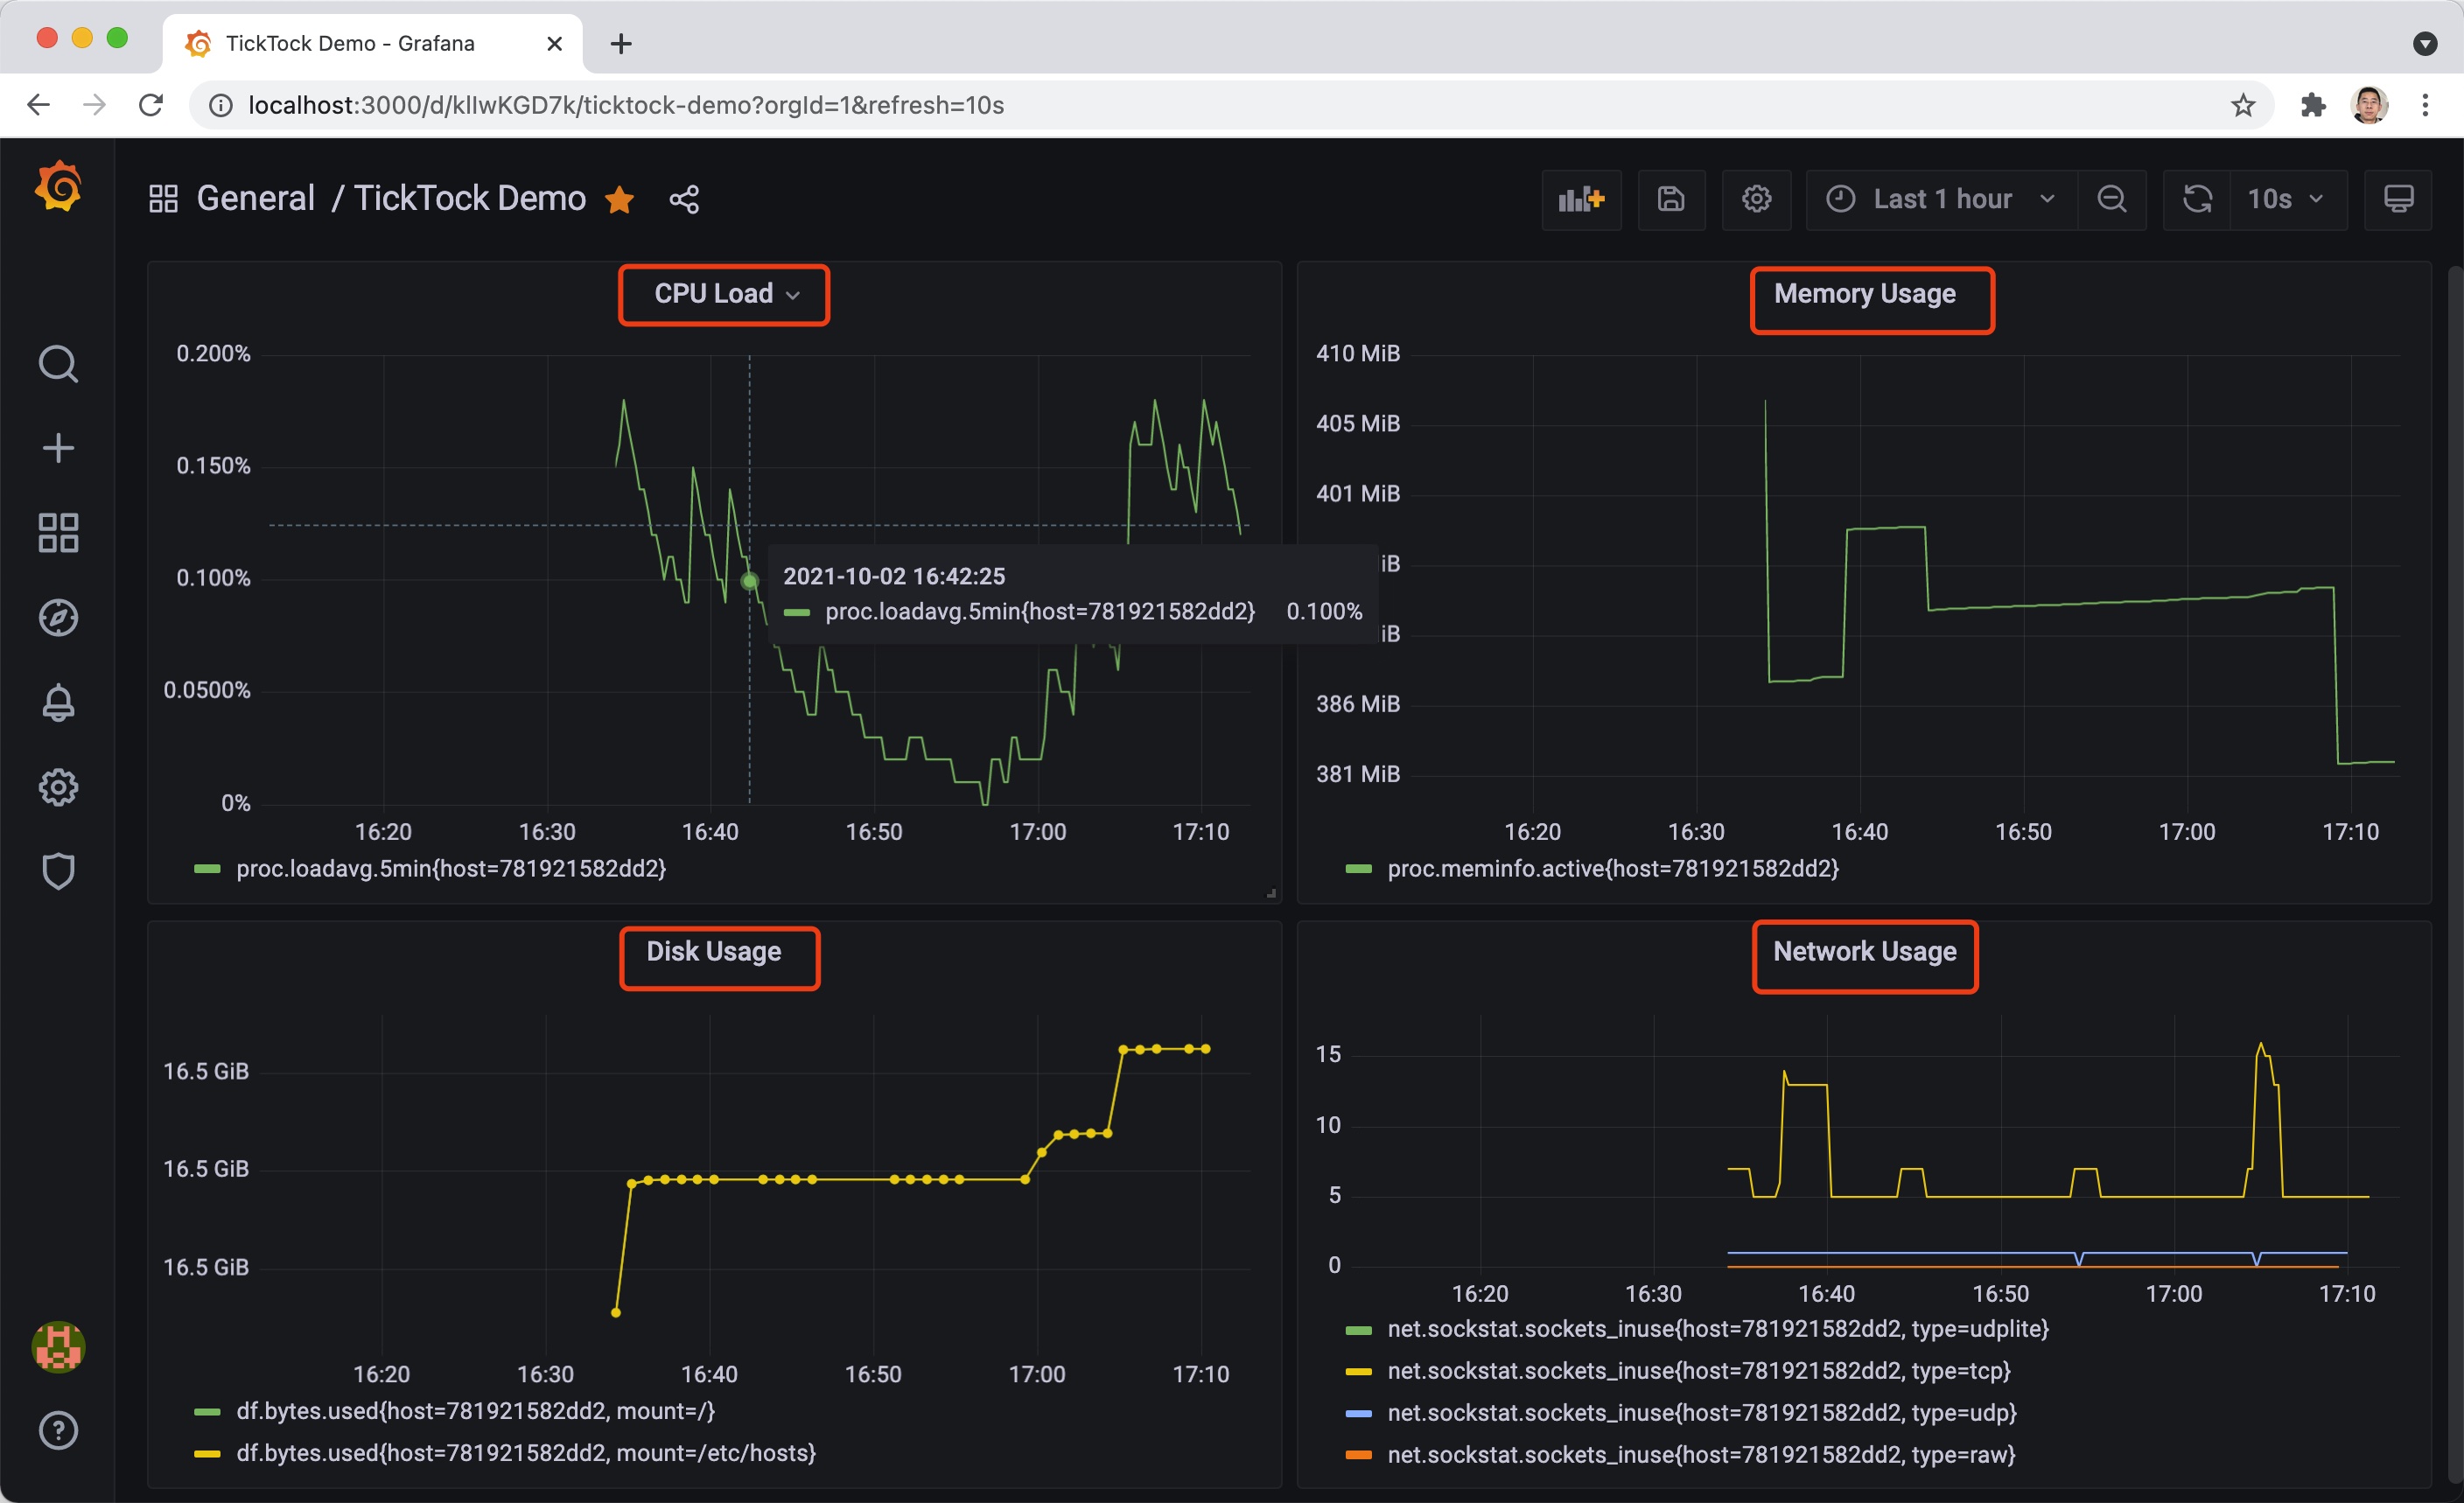 TickTock Demo - Grafana
localhost:3000/d/klIwKGD7k/ticktock-demo?orgId=1&refresh=10s
General / TickTock Demo
Last 1 hour
10s
CPU Load
0.200%
0.150%
0.100%
0.0500%
0%
16:20 16:30 16:40 16:50 17:00 17:10
2021-10-02 16:42:25
proc.loadavg.5min{host=781921582dd2} 0.100%
proc.loadavg.5min{host=781921582dd2}
Memory Usage
410 MiB
405 MiB
401 MiB
iB
iB
386 MiB
381 MiB
16:20 16:30 16:40 16:50 17:00 17:10
proc.meminfo.active{host=781921582dd2}
Disk Usage
16.5 GiB
16.5 GiB
16.5 GiB
16:20 16:30 16:40 16:50 17:00 17:10
df.bytes.used{host=781921582dd2, mount=/}
df.bytes.used{host=781921582dd2, mount=/etc/hosts}
Network Usage
15
10
5
0
16:20 16:30 16:40 16:50 17:00 17:10
net.sockstat.sockets_inuse{host=781921582dd2, type=udplite}
net.sockstat.sockets_inuse{host=781921582dd2, type=tcp}
net.sockstat.sockets_inuse{host=781921582dd2, type=udp}
net.sockstat.sockets_inuse{host=781921582dd2, type=raw}